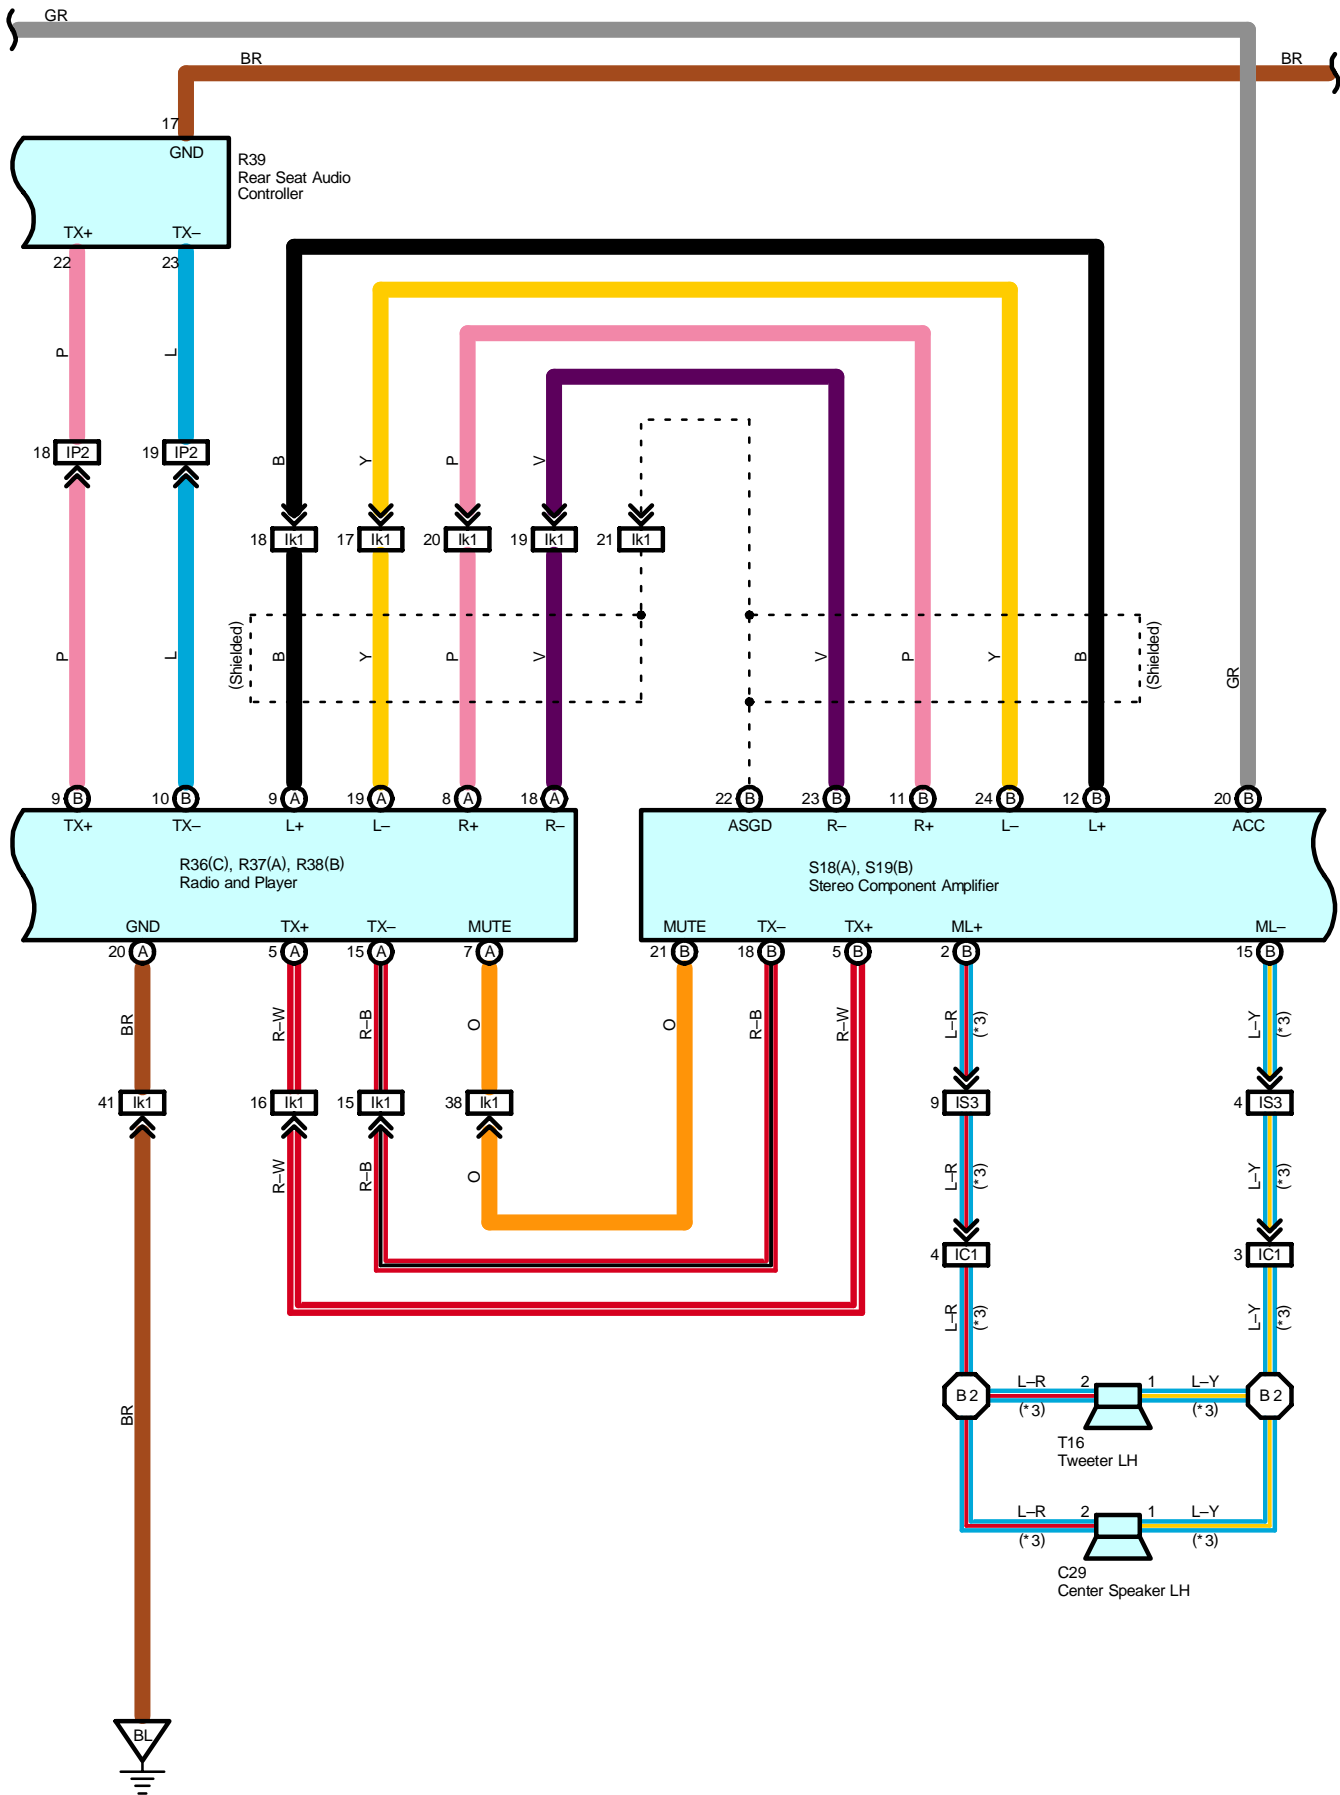 GR
BR
BR
17
GND
R39
Rear Seat Audio
Controller
TX+
TX–
22
23
P
L
18
IP2
19
IP2
B
Y
P
V
18
Ik1
17
Ik1
20
Ik1
19
Ik1
21
Ik1
(Shielded)
P
L
B
Y
P
V
V
P
Y
B
(Shielded)
GR
9 B
10 B
9 A
19 A
8 A
18 A
22 B
23 B
11 B
24 B
12 B
20 B
TX+
TX–
L+
L–
R+
R–
ASGD
R–
R+
L–
L+
ACC
R36(C), R37(A), R38(B)
Radio and Player
S18(A), S19(B)
Stereo Component Amplifier
GND
TX+
TX–
MUTE
MUTE
TX–
TX+
ML+
ML–
20 A
5 A
15 A
7 A
21 B
18 B
5 B
2 B
15 B
BR
R–W
R–B
O
O
R–B
R–W
L–R
(*3)
L–Y
(*3)
41
Ik1
16
Ik1
15
Ik1
38
Ik1
9
IS3
4
IS3
R–W
R–B
O
L–R
(*3)
L–Y
(*3)
4
IC1
3
IC1
L–R
(*3)
L–Y
(*3)
B 2
L–R
(*3)
2
1
L–Y
(*3)
B 2
BR
T16
Tweeter LH
L–R
(*3)
2
1
L–Y
(*3)
C29
Center Speaker LH
BL